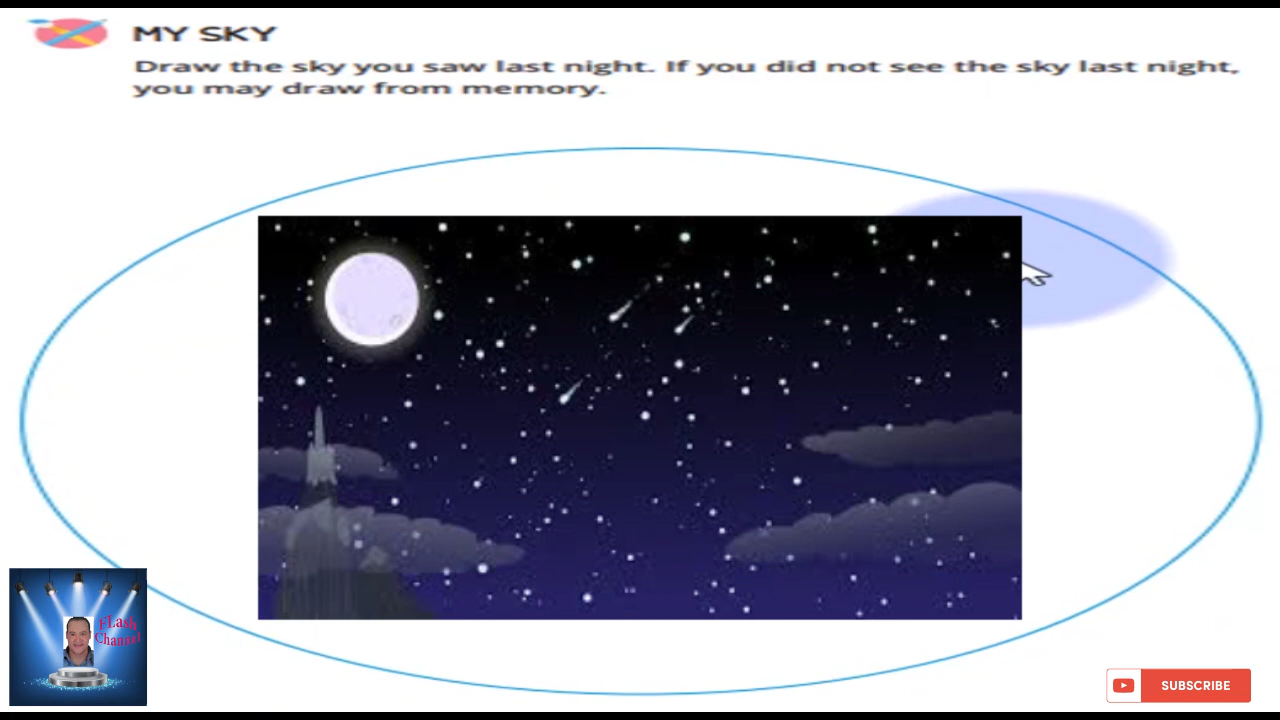 MY SKY
Draw the sky you saw last night. If you did not see the sky last night,
you may draw from memory.
FLash
Channel
SUBSCRIBE